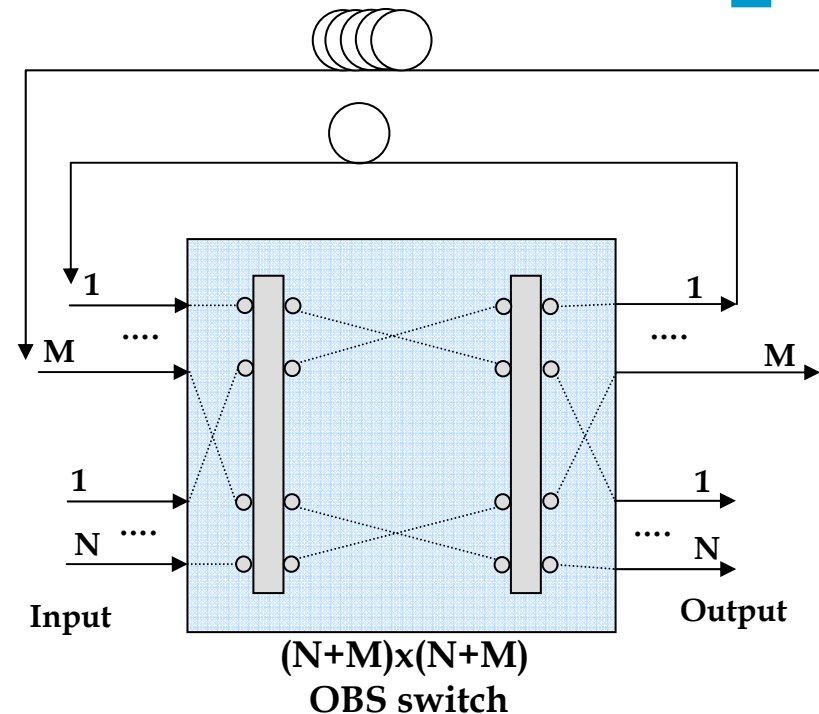 1
1
....
....
M
M
1
1
....
....
N
N
Input
Output
(N+M)x(N+M)
OBS switch